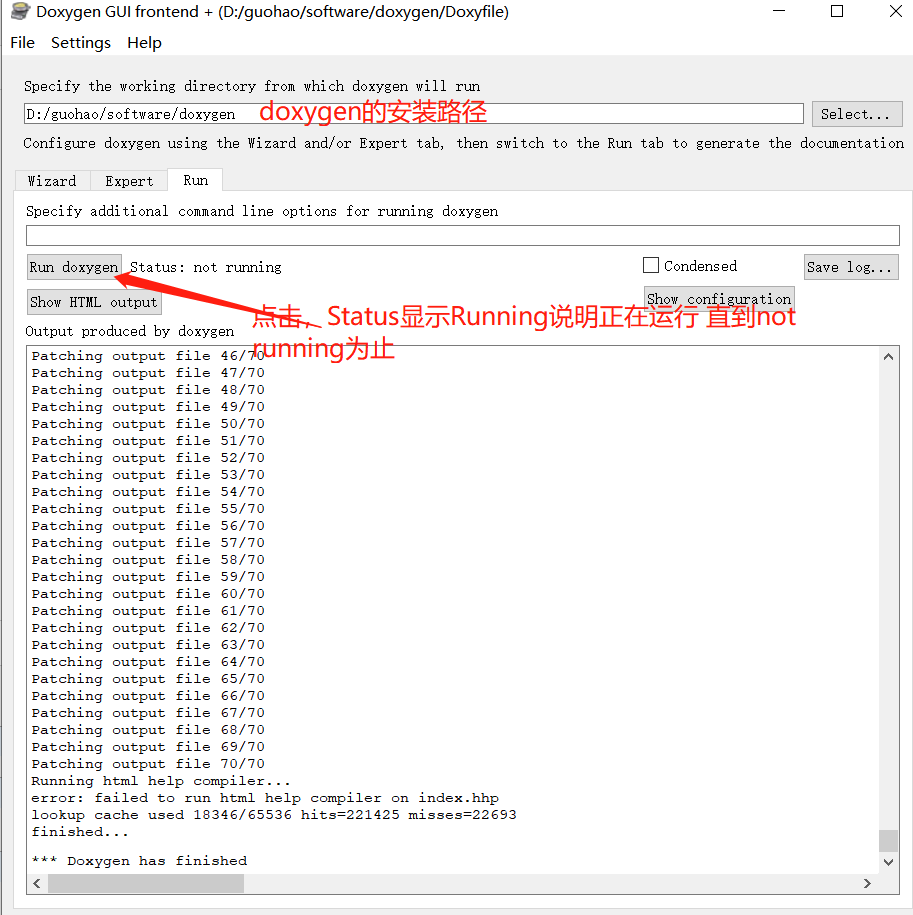 Doxygen GUI frontend + (D:/guohao/software/doxygen/Doxyfile)
File Settings Help
Specify the working directory from which doxygen will run
D:/guohao/software/doxygen doxygen的安装路径 Select...
Configure doxygen using the Wizard and/or Expert tab, then switch to the Run tab to generate the documentation
Wizard Expert Run
Specify additional command line options for running doxygen
Run doxygen Status: not running Condensed Save log...
Show HTML output Show configuration
点击，Status显示Running说明正在运行 直到not
running为止
Output produced by doxygen
Patching output file 46/70
Patching output file 47/70
Patching output file 48/70
Patching output file 49/70
Patching output file 50/70
Patching output file 51/70
Patching output file 52/70
Patching output file 53/70
Patching output file 54/70
Patching output file 55/70
Patching output file 56/70
Patching output file 57/70
Patching output file 58/70
Patching output file 59/70
Patching output file 60/70
Patching output file 61/70
Patching output file 62/70
Patching output file 63/70
Patching output file 64/70
Patching output file 65/70
Patching output file 66/70
Patching output file 67/70
Patching output file 68/70
Patching output file 69/70
Patching output file 70/70
Running html help compiler...
error: failed to run html help compiler on index.hhp
lookup cache used 18346/65536 hits=221425 misses=22693
finished...
*** Doxygen has finished